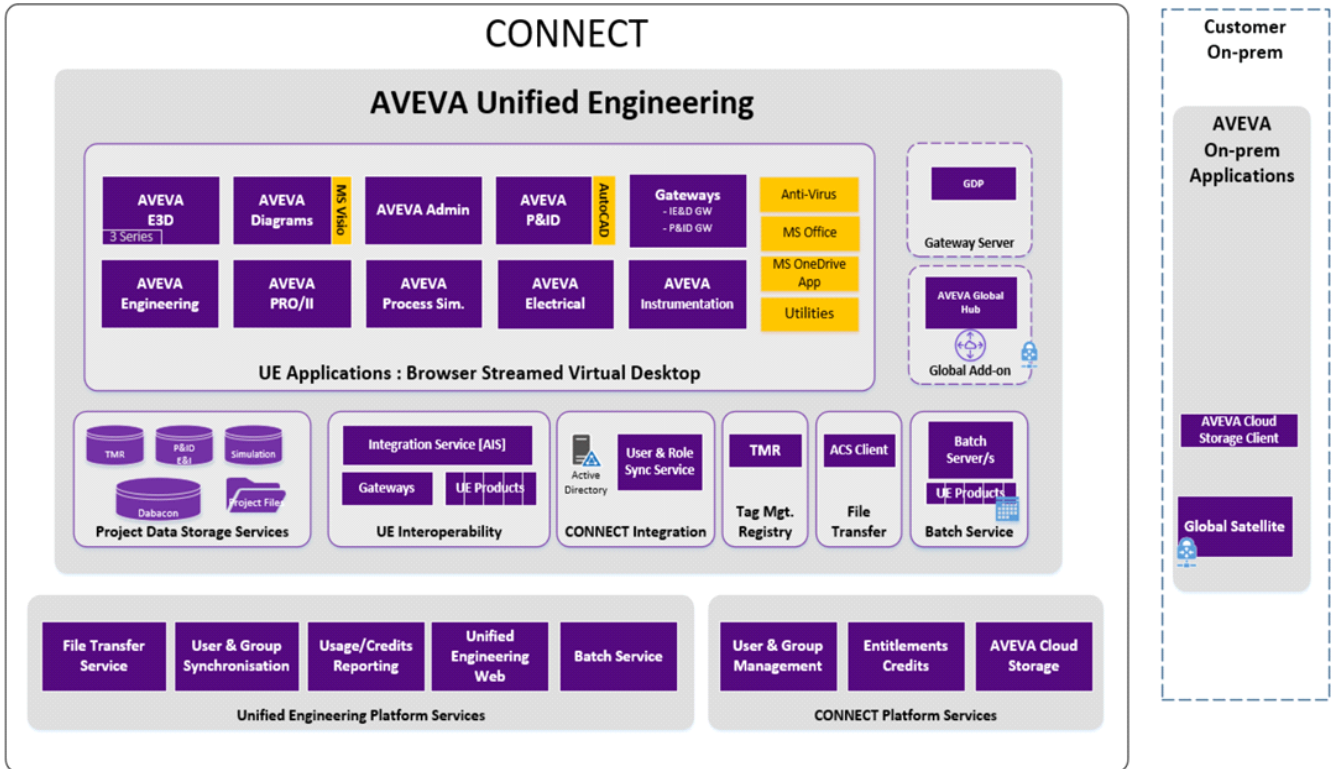 CONNECT
AVEVA Unified Engineering
AVEVA
E3D
3 Series
AVEVA
Diagrams
MS Visio
AVEVA Admin
AVEVA
P&ID
AutoCAD
Gateways
- IE&D GW
- P&ID GW
Anti-Virus
MS Office
MS OneDrive
App
Utilities
AVEVA
Engineering
AVEVA
PRO/II
AVEVA
Process Sim.
AVEVA
Electrical
AVEVA
Instrumentation
UE Applications : Browser Streamed Virtual Desktop
GDP
Gateway Server
AVEVA Global
Hub
Global Add-on
TMR
P&ID
E&I
Simulation
Dabacon
Project Files
Project Data Storage Services
Integration Service [AIS]
Gateways
UE Products
UE Interoperability
Active
Directory
User & Role
Sync Service
CONNECT Integration
TMR
Tag Mgt.
Registry
ACS Client
File
Transfer
Batch
Server/s
UE Products
Batch Service
File Transfer
Service
User & Group
Synchronisation
Usage/Credits
Reporting
Unified
Engineering
Web
Batch Service
Unified Engineering Platform Services
User & Group
Management
Entitlements
Credits
AVEVA Cloud
Storage
CONNECT Platform Services
Customer
On-prem
AVEVA
On-prem
Applications
AVEVA Cloud
Storage Client
Global Satellite